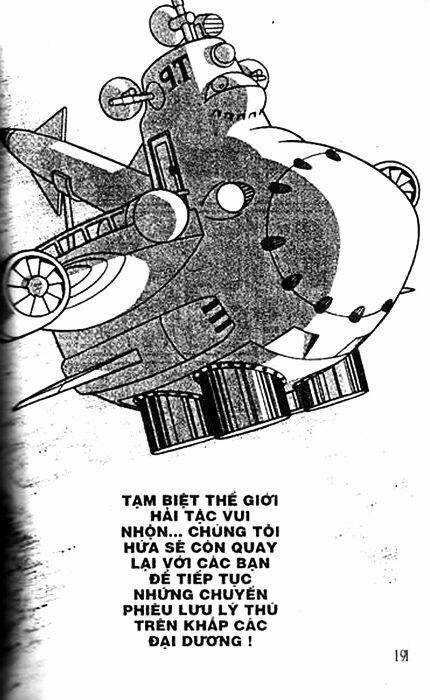 TP
TẠM BIỆT THẾ GIỚI
HẢI TẶC VUI
NHỘN... CHÚNG TÔI
HỨA SẼ CÒN QUAY
LẠI VỚI CÁC BẠN
ĐỂ TIẾP TỤC
NHỮNG CHUYẾN
PHIÊU LƯU LÝ THÚ
TRÊN KHẮP CÁC
ĐẠI DƯƠNG !
191